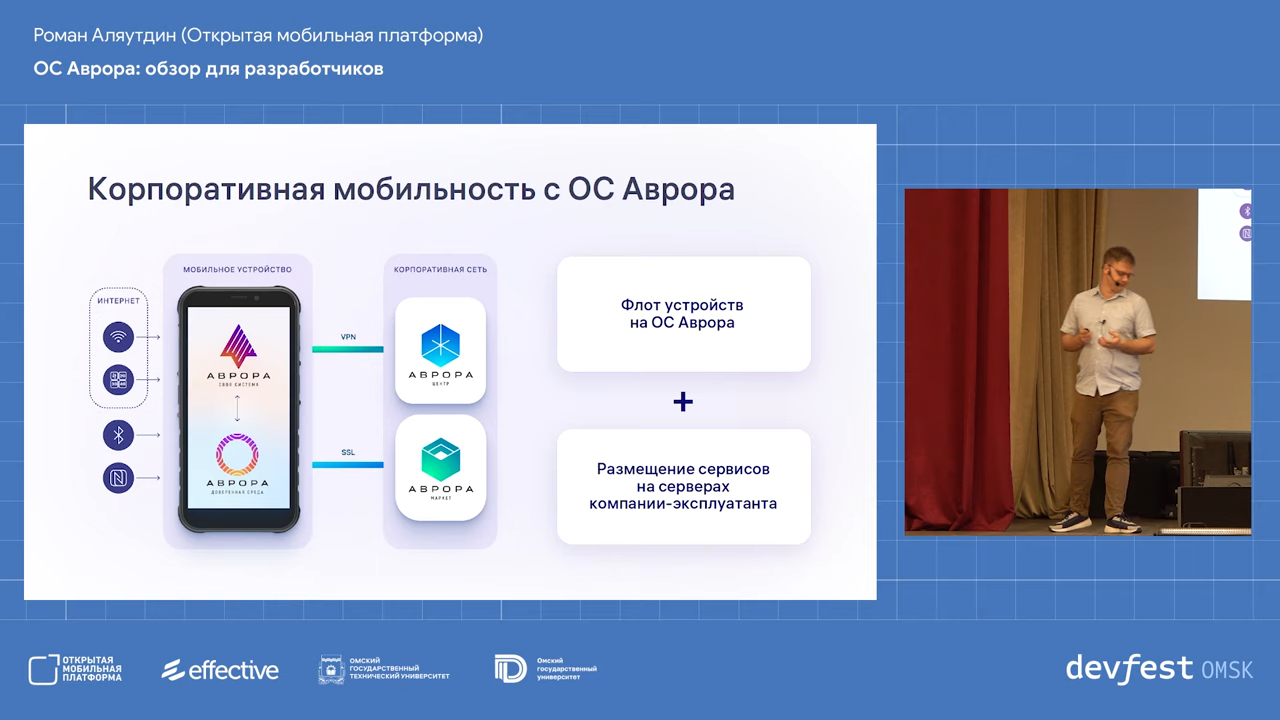 Роман Аляутдин (Открытая мобильная платформа)
ОС Аврора: обзор для разработчиков
Корпоративная мобильность с ОС Аврора
ИНТЕРНЕТ
МОБИЛЬНОЕ УСТРОЙСТВО
АВРОРА
СВОЯ СИСТЕМА
АВРОРА
ДОВЕРЕННАЯ СРЕДА
VPN
SSL
КОРПОРАТИВНАЯ СЕТЬ
АВРОРА
ЦЕНТР
АВРОРА
МАРКЕТ
Флот устройств
на ОС Аврора
+
Размещение сервисов
на серверах
компании-эксплуатанта
ОТКРЫТАЯ
МОБИЛЬНАЯ
ПЛАТФОРМА
effective
ОМСКИЙ
ГОСУДАРСТВЕННЫЙ
ТЕХНИЧЕСКИЙ УНИВЕРСИТЕТ
Омский
государственный
университет
devfest OMSK